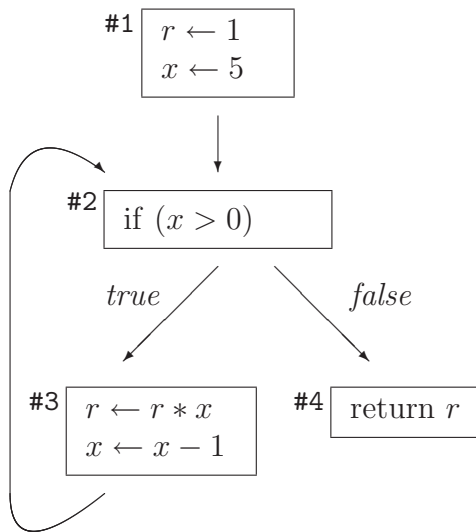 #1
r ← 1
x ← 5
#2
if (x > 0)
true
false
#3
r ← r ∗ x
x ← x − 1
#4
return r